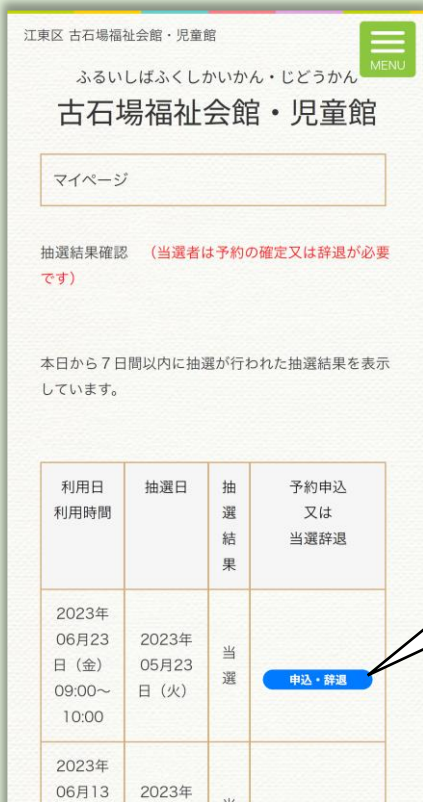 江東区 古石場福祉会館・児童館
MENU
ふるいしばふくしかいかん・じどうかん
古石場福祉会館・児童館
マイページ
抽選結果確認 （当選者は予約の確定又は辞退が必要
です）
本日から７日間以内に抽選が行われた抽選結果を表示
しています。
利用日
利用時間
抽選日
抽
選
結
果
予約申込
又は
当選辞退
2023年
06月23
日（金）
09:00～
10:00
2023年
05月23
日（火）
当
選
申込・辞退
2023年
06月13
2023年